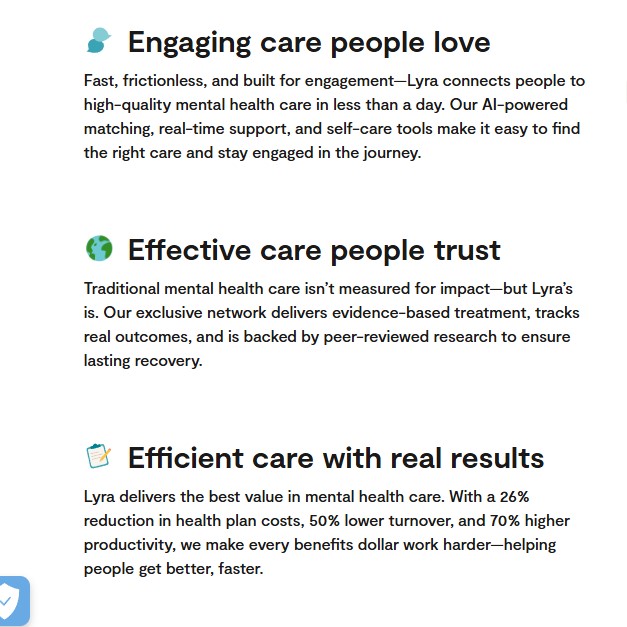 Engaging care people love
Fast, frictionless, and built for engagement—Lyra connects people to
high-quality mental health care in less than a day. Our AI-powered
matching, real-time support, and self-care tools make it easy to find
the right care and stay engaged in the journey.
Effective care people trust
Traditional mental health care isn’t measured for impact—but Lyra’s
is. Our exclusive network delivers evidence-based treatment, tracks
real outcomes, and is backed by peer-reviewed research to ensure
lasting recovery.
Efficient care with real results
Lyra delivers the best value in mental health care. With a 26%
reduction in health plan costs, 50% lower turnover, and 70% higher
productivity, we make every benefits dollar work harder—helping
people get better, faster.